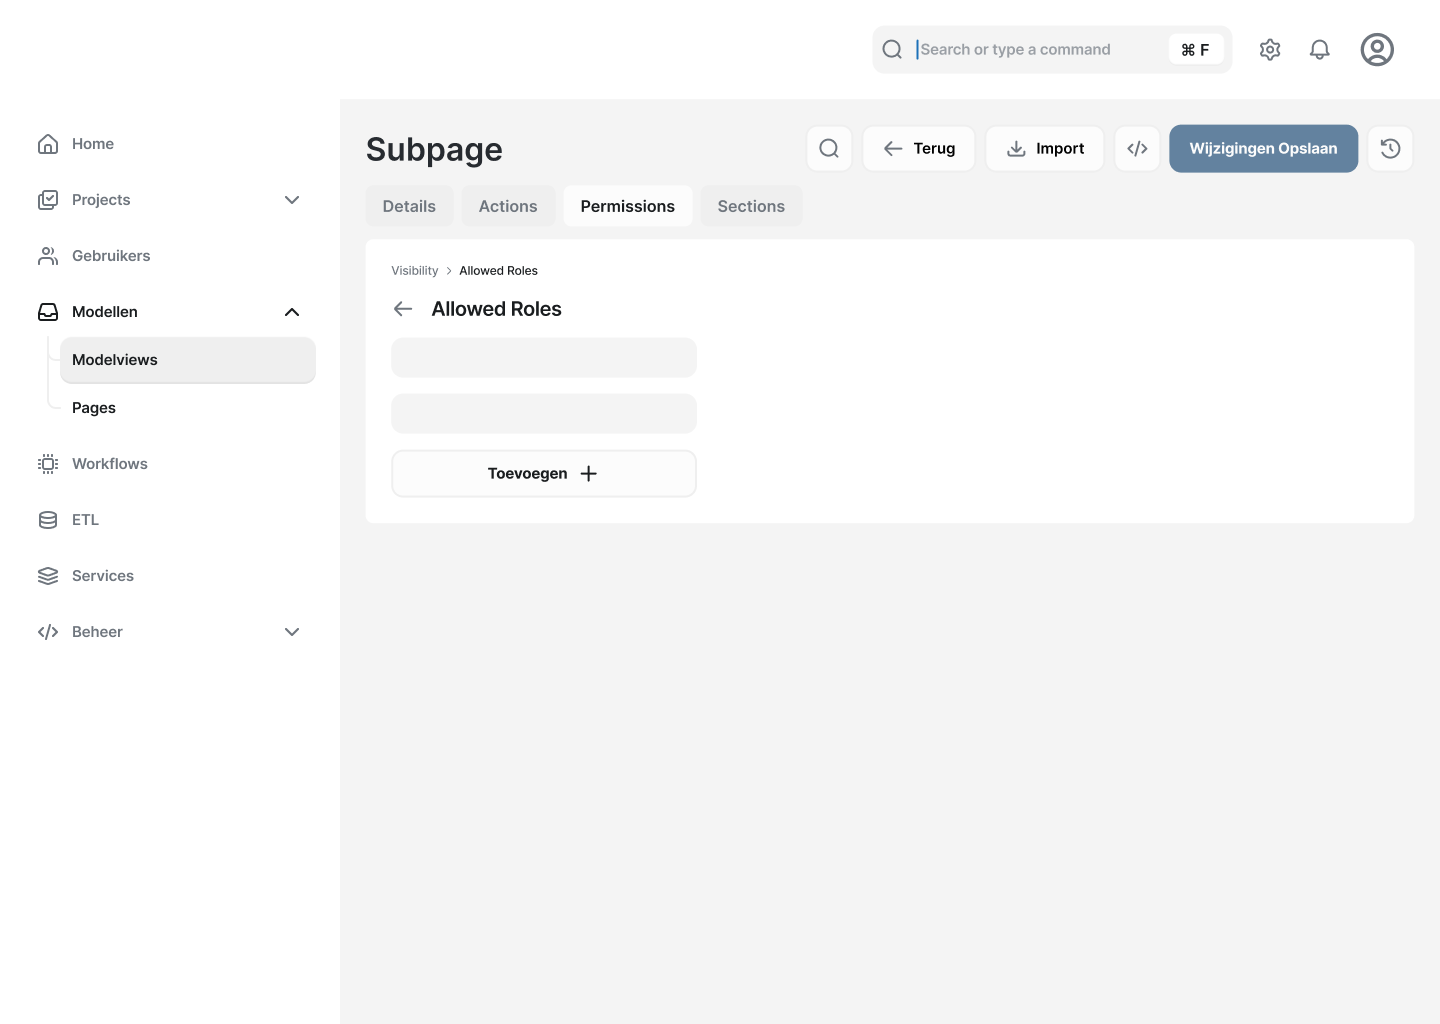 Search or type a command
⌘ F
Home
Projects
Gebruikers
Modellen
Modelviews
Pages
Workflows
ETL
Services
Beheer
Subpage
Terug
Import
Wijzigingen Opslaan
Details
Actions
Permissions
Sections
Visibility > Allowed Roles
Allowed Roles
Toevoegen